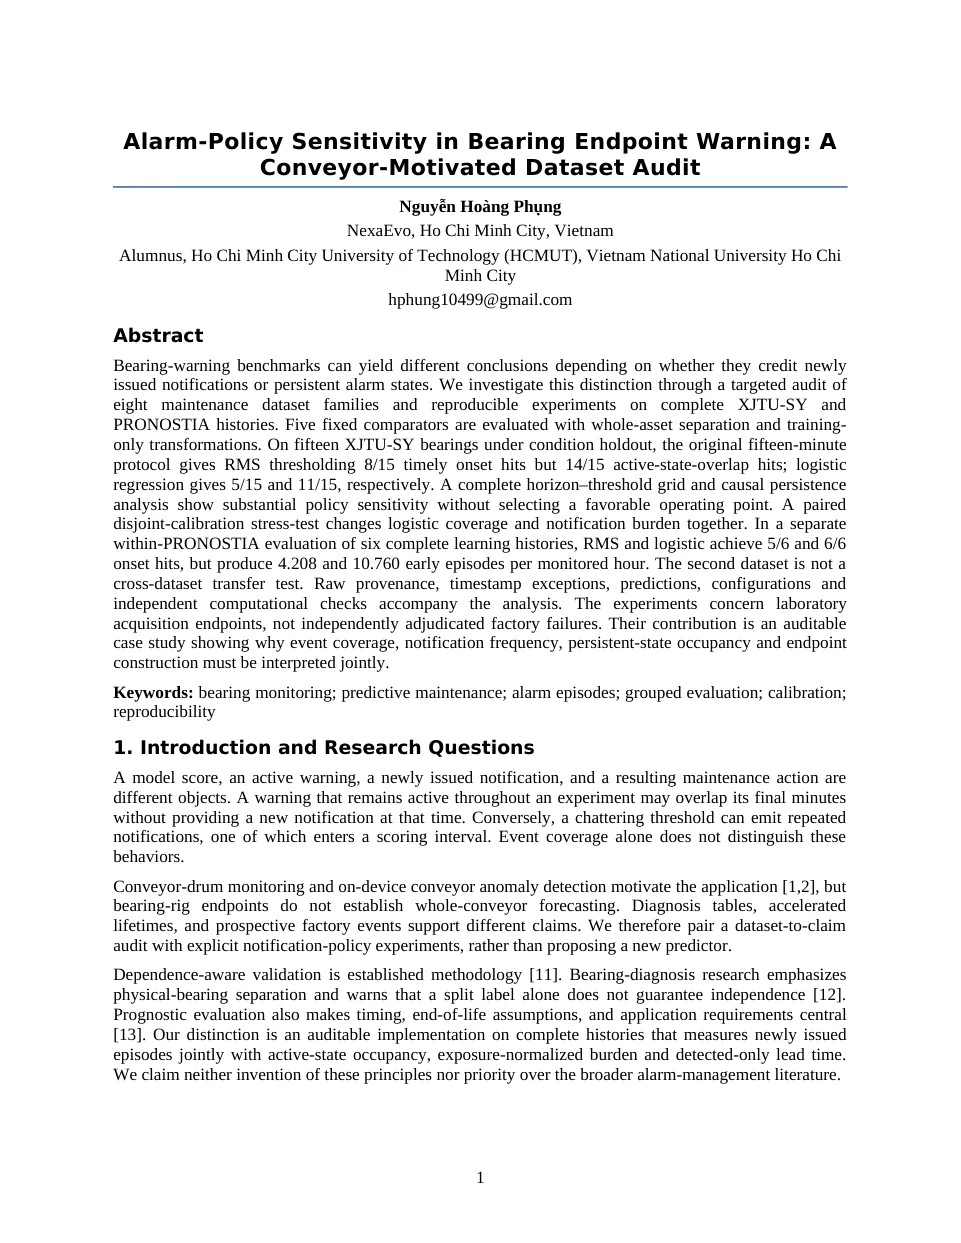 Alarm-Policy Sensitivity in Bearing Endpoint Warning: A
Conveyor-Motivated Dataset Audit
Nguyễn Hoàng Phụng
NexaEvo, Ho Chi Minh City, Vietnam
Alumnus, Ho Chi Minh City University of Technology (HCMUT), Vietnam National University Ho Chi
Minh City
hphung10499@gmail.com
Abstract
Bearing-warning benchmarks can yield different conclusions depending on whether they credit newly
issued notifications or persistent alarm states. We investigate this distinction through a targeted audit of
eight maintenance dataset families and reproducible experiments on complete XJTU-SY and
PRONOSTIA histories. Five fixed comparators are evaluated with whole-asset separation and training-
only transformations. On fifteen XJTU-SY bearings under condition holdout, the original fifteen-minute
protocol gives RMS thresholding 8/15 timely onset hits but 14/15 active-state-overlap hits; logistic
regression gives 5/15 and 11/15, respectively. A complete horizon–threshold grid and causal persistence
analysis show substantial policy sensitivity without selecting a favorable operating point. A paired
disjoint-calibration stress-test changes logistic coverage and notification burden together. In a separate
within-PRONOSTIA evaluation of six complete learning histories, RMS and logistic achieve 5/6 and 6/6
onset hits, but produce 4.208 and 10.760 early episodes per monitored hour. The second dataset is not a
cross-dataset transfer test. Raw provenance, timestamp exceptions, predictions, configurations and
independent computational checks accompany the analysis. The experiments concern laboratory
acquisition endpoints, not independently adjudicated factory failures. Their contribution is an auditable
case study showing why event coverage, notification frequency, persistent-state occupancy and endpoint
construction must be interpreted jointly.
Keywords: bearing monitoring; predictive maintenance; alarm episodes; grouped evaluation; calibration;
reproducibility
1. Introduction and Research Questions
A model score, an active warning, a newly issued notification, and a resulting maintenance action are
different objects. A warning that remains active throughout an experiment may overlap its final minutes
without providing a new notification at that time. Conversely, a chattering threshold can emit repeated
notifications, one of which enters a scoring interval. Event coverage alone does not distinguish these
behaviors.
Conveyor-drum monitoring and on-device conveyor anomaly detection motivate the application [1,2], but
bearing-rig endpoints do not establish whole-conveyor forecasting. Diagnosis tables, accelerated
lifetimes, and prospective factory events support different claims. We therefore pair a dataset-to-claim
audit with explicit notification-policy experiments, rather than proposing a new predictor.
Dependence-aware validation is established methodology [11]. Bearing-diagnosis research emphasizes
physical-bearing separation and warns that a split label alone does not guarantee independence [12].
Prognostic evaluation also makes timing, end-of-life assumptions, and application requirements central
[13]. Our distinction is an auditable implementation on complete histories that measures newly issued
episodes jointly with active-state occupancy, exposure-normalized burden and detected-only lead time.
We claim neither invention of these principles nor priority over the broader alarm-management literature.
1